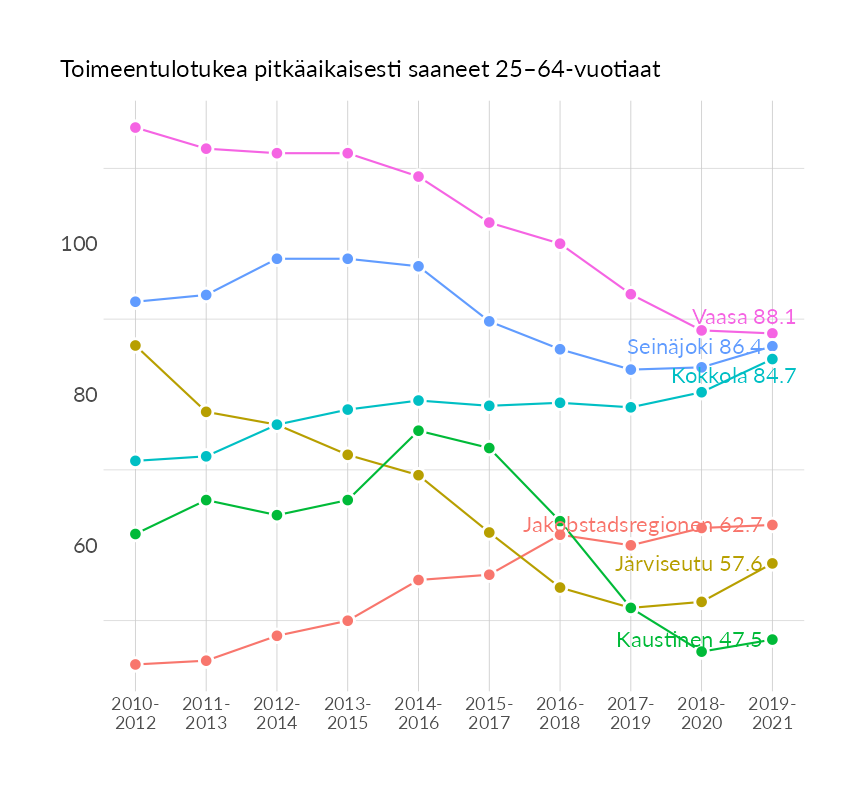 Toimeentulotukea pitkäaikaisesti saaneet 25–64-vuotiaat
100
80
60
Vaasa 88.1
Seinäjoki 86.4
Kokkola 84.7
Jakobstadsregionen 62.7
Järviseutu 57.6
Kaustinen 47.5
2010- 2011- 2012- 2013- 2014- 2015- 2016- 2017- 2018- 2019-
2012 2013 2014 2015 2016 2017 2018 2019 2020 2021